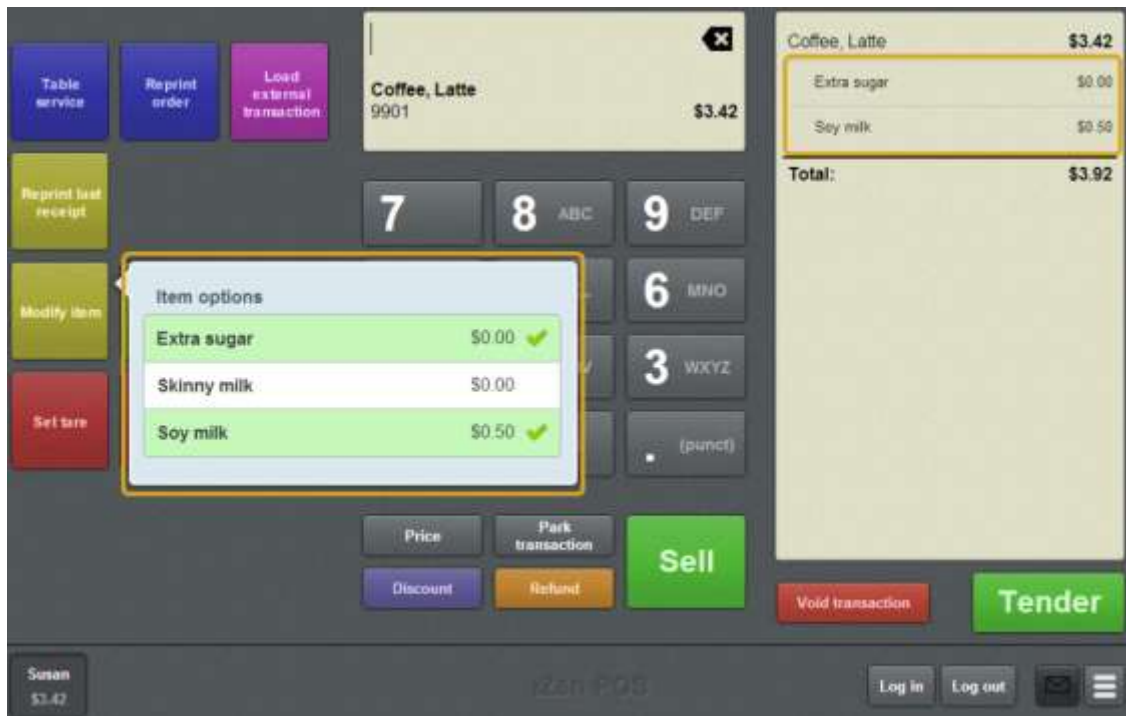 Table
service
Reprint
order
Load
external
transaction
Reprint last
receipt
Modify item
Set tare
Coffee, Latte
9901 $3.42
7
8 ABC
9 DEF
6 MNO
3 WXYZ
. (punct)
Item options
Extra sugar $0.00
Skinny milk $0.00
Soy milk $0.50
Price
Park
transaction
Discount
Refund
Sell
Coffee, Latte $3.42
Extra sugar $0.00
Soy milk $0.50
Total: $3.92
Void transaction
Tender
Susan
$3.42
Log in
Log out